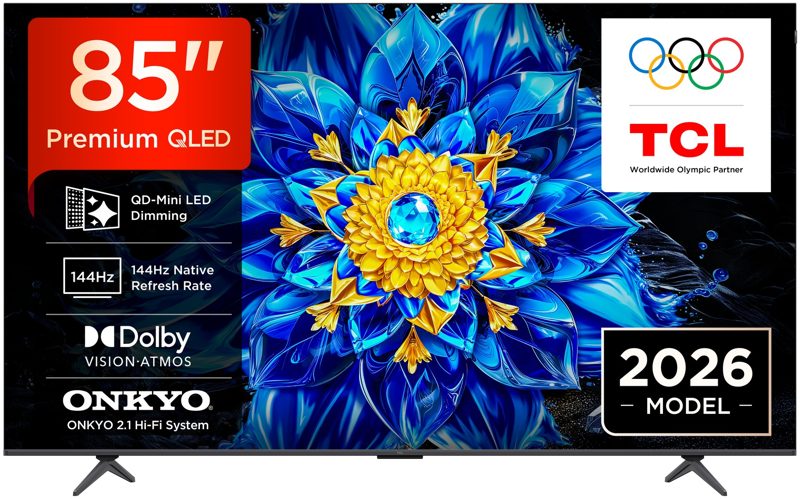 85"
Premium QLED
QD-Mini LED
Dimming
144Hz
144Hz Native
Refresh Rate
Dolby
VISION·ATMOS
ONKYO®
ONKYO 2.1 Hi-Fi System
TCL
Worldwide Olympic Partner
2026
– MODEL –